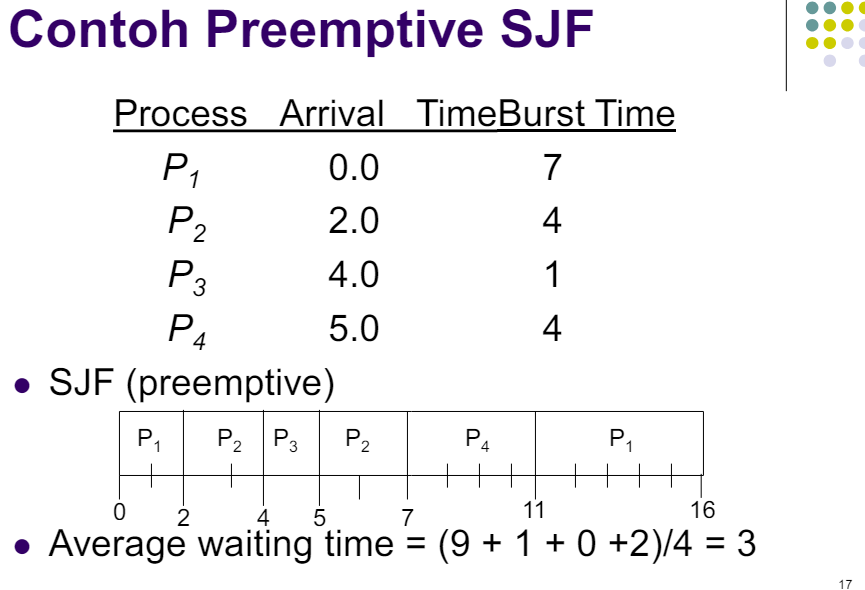 Contoh Preemptive SJF
Process Arrival TimeBurst Time
P1 0.0 7
P2 2.0 4
P3 4.0 1
P4 5.0 4
SJF (preemptive)
P1 P2 P3 P2 P4 P1
0 2 4 5 7 11 16
Average waiting time = (9 + 1 + 0 +2)/4 = 3
17